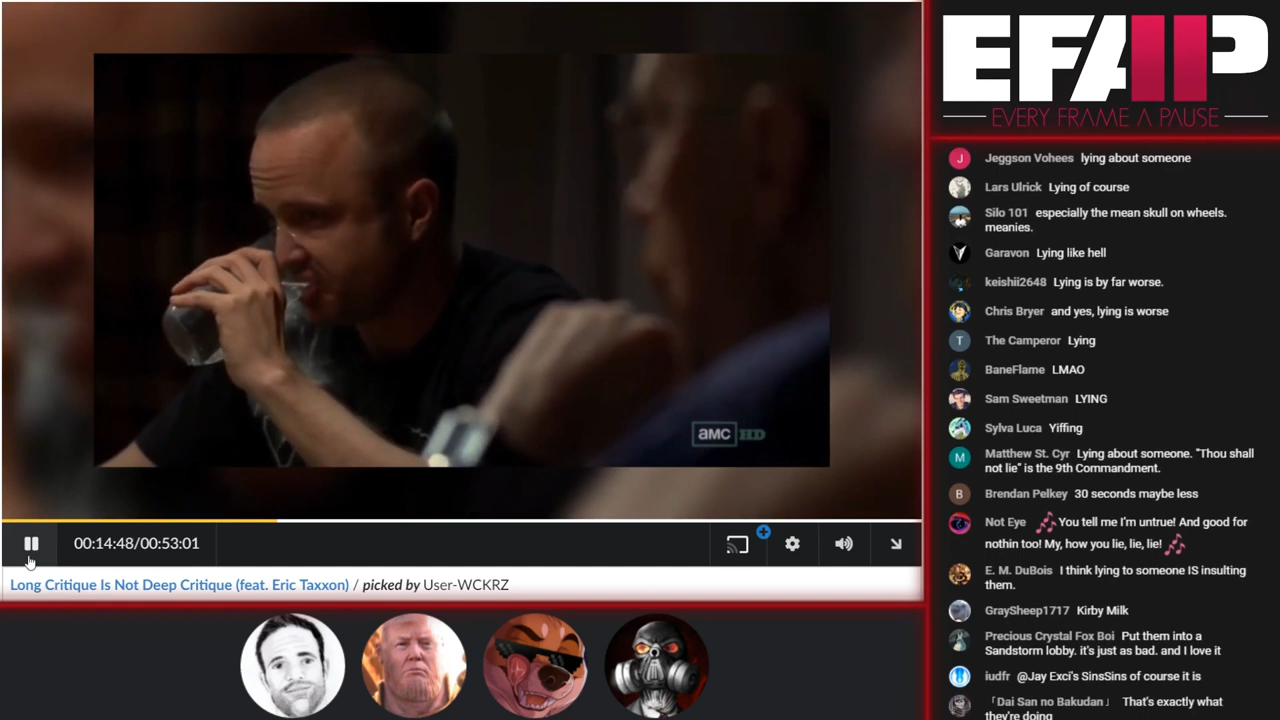 EFAP
EVERY FRAME A PAUSE
Jeggson Vohees lying about someone
Lars Ulrick Lying of course
Silo 101 especially the mean skull on wheels.
meanies.
Garavon Lying like hell
keishii2648 Lying is by far worse.
Chris Bryer and yes, lying is worse
The Camperor Lying
BaneFlame LMAO
Sam Sweetman LYING
Sylva Luca Yiffing
Matthew St. Cyr Lying about someone. "Thou shall
not lie" is the 9th Commandment.
Brendan Pelkey 30 seconds maybe less
Not Eye 🎶You tell me I'm untrue! And good for
nothin too! My, how you lie, lie, lie!🎶
E. M. DuBois I think lying to someone IS insulting
them.
GraySheep1717 Kirby Milk
Precious Crystal Fox Boi Put them into a
Sandstorm lobby. it's just as bad. and I love it
iudfr @Jay Exci's SinsSins of course it is
「Dai San no Bakudan」 That's exactly what
they're doing
J
T
M
B
amc HD
00:14:48/00:53:01
Long Critique Is Not Deep Critique (feat. Eric Taxxon) / picked by User-WCKRZ